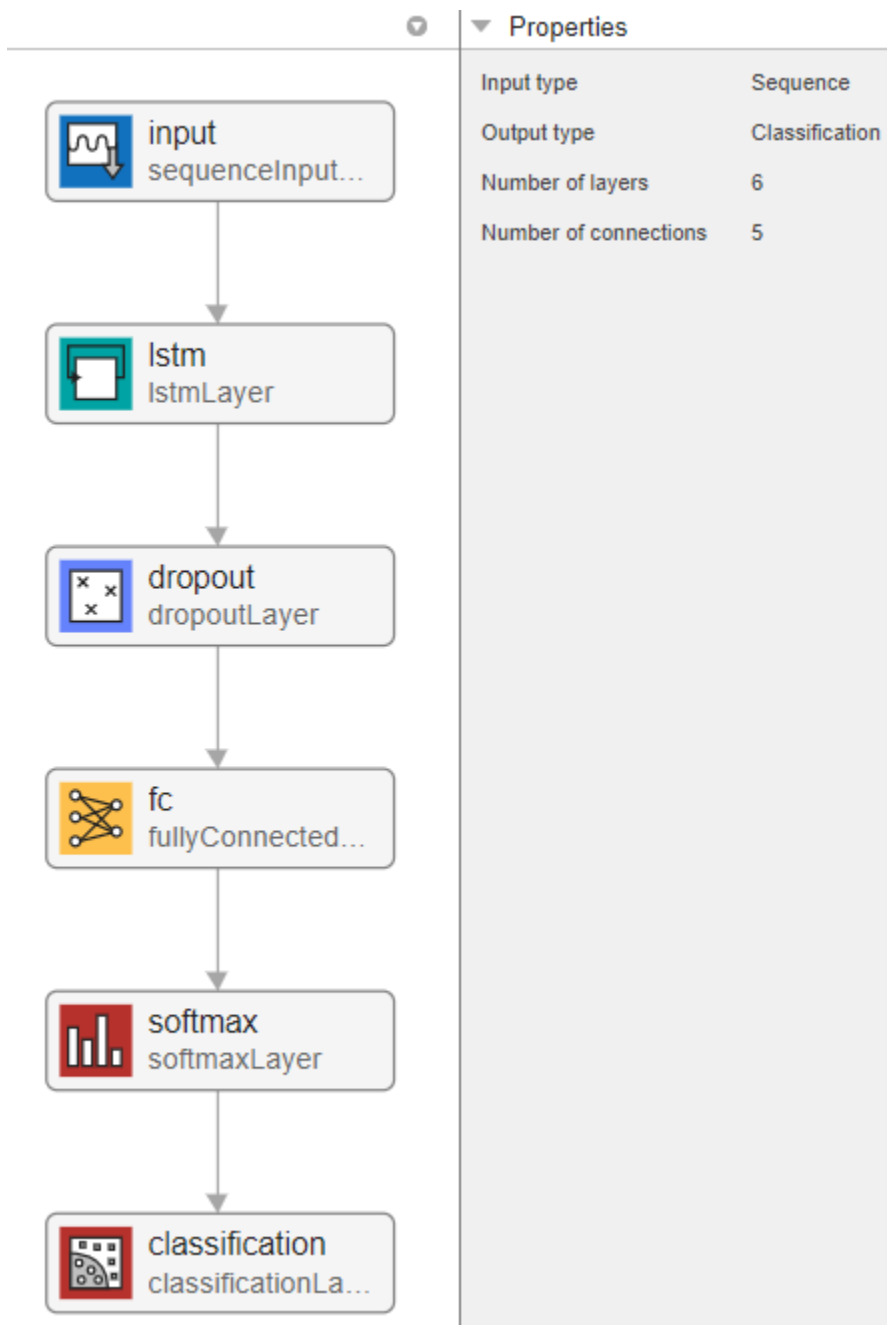 Properties
Input type Sequence
Output type Classification
Number of layers 6
Number of connections 5
input
sequenceInput...
lstm
lstmLayer
dropout
dropoutLayer
fc
fullyConnected...
softmax
softmaxLayer
classification
classificationLa...